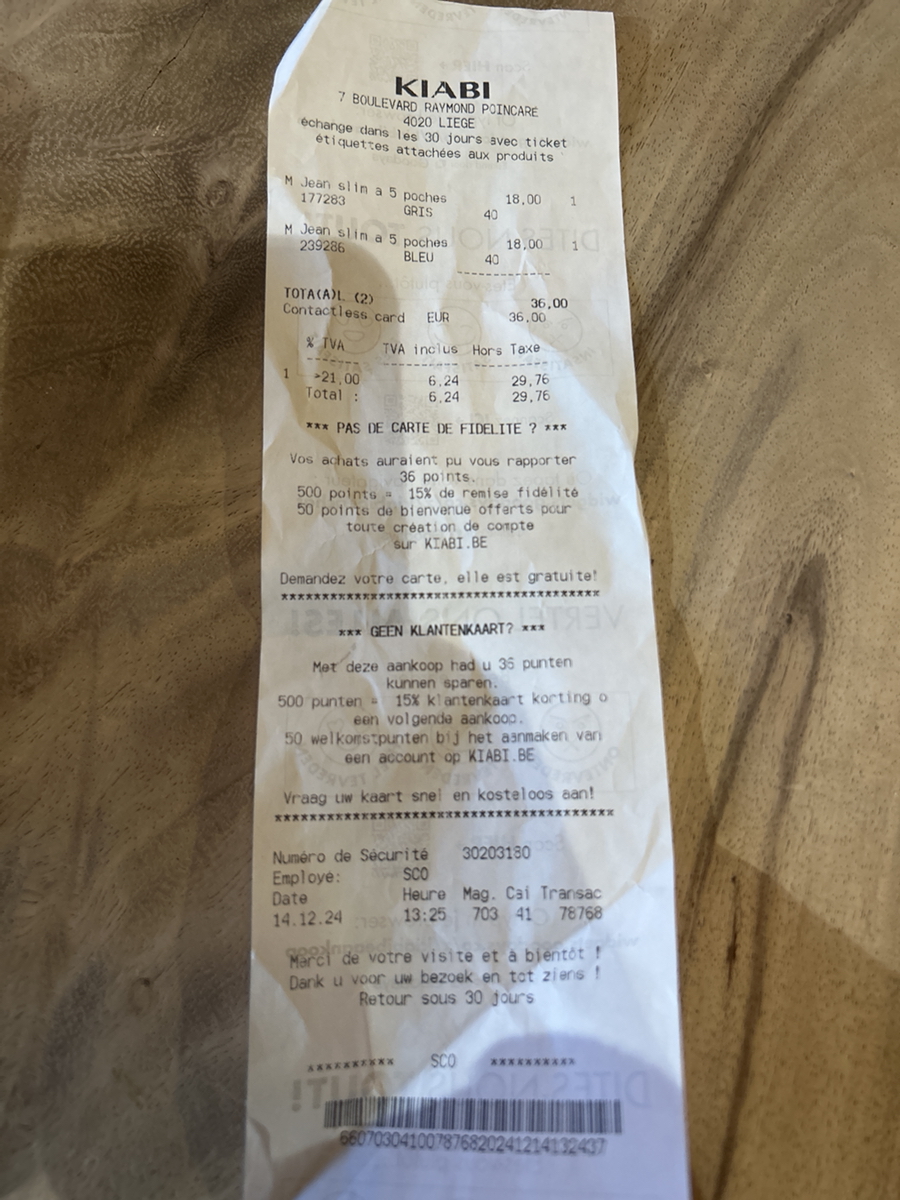 KIABI
7 BOULEVARD RAYMOND POINCARE
4020 LIEGE
échange dans les 30 jours avec ticket
étiquettes attachées aux produits
M Jean slim a 5 poches 18,00 1
177283 GRIS 40
M Jean slim a 5 poches 18,00 1
239286 BLEU 40
TOTA(A)L (2) 36,00
Contactless card EUR 36.00
% TVA TVA inclus Hors Taxe
1 >21,00 6,24 29,76
Total : 6,24 29,76
*** PAS DE CARTE DE FIDELITE ? ***
Vos achats auraient pu vous rapporter
36 points.
500 points = 15% de remise fidélité
50 points de bienvenue offerts pour
toute création de compte
sur KIABI.BE
Demandez votre carte, elle est gratuite!
*** GEEN KLANTENKAART? ***
Met deze aankoop had u 36 punten
kunnen sparen.
500 punten = 15% klantenkaart korting o
een volgende aankoop.
50 welkomstpunten bij het aanmaken van
een account op KIABI.BE
Vraag uw kaart snel en kosteloos aan!
Numéro de Sécurité 30203180
Employe: SCO
Date Heure Mag. Cai Transac
14.12.24 13:25 703 41 78768
Merci de votre visite et à bientôt !
Dank u voor uw bezoek en tot ziens !
Retour sous 30 jours
********** SCO **********
660703041007876820241214132437